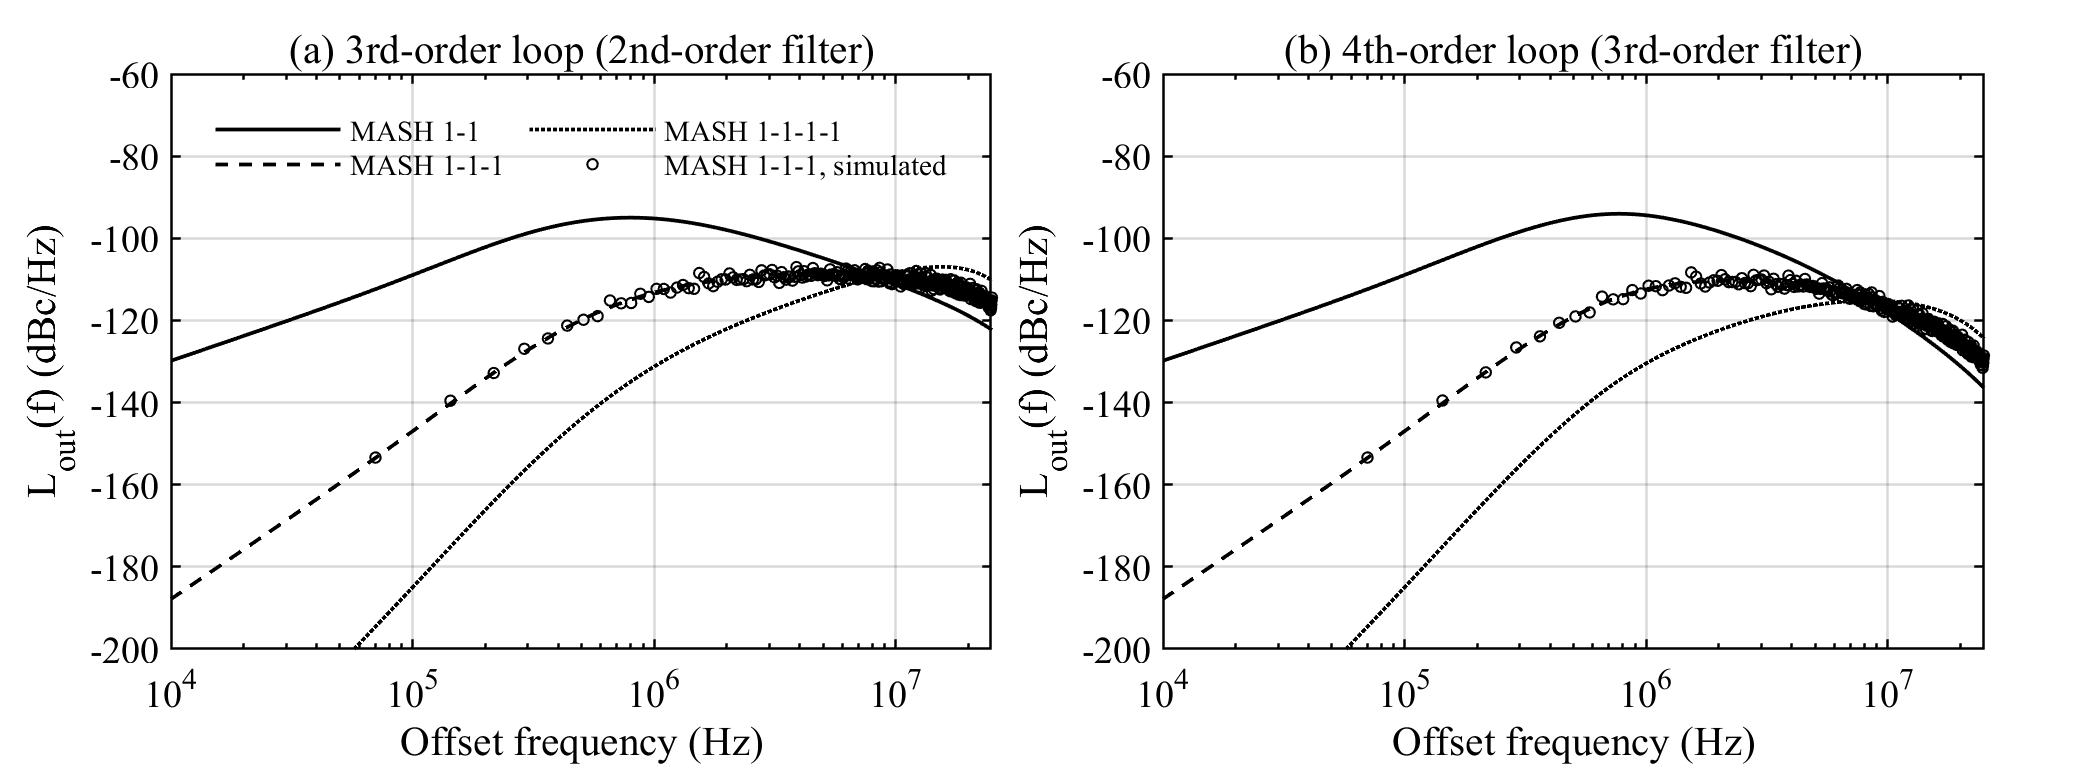 (a) 3rd-order loop (2nd-order filter)
-60
-80
-100
-120
-140
-160
-180
-200
L_out(f) (dBc/Hz)
MASH 1-1
MASH 1-1-1-1
MASH 1-1-1
MASH 1-1-1, simulated
10^4
10^5
10^6
10^7
Offset frequency (Hz)
(b) 4th-order loop (3rd-order filter)
-60
-80
-100
-120
-140
-160
-180
-200
L_out(f) (dBc/Hz)
10^4
10^5
10^6
10^7
Offset frequency (Hz)